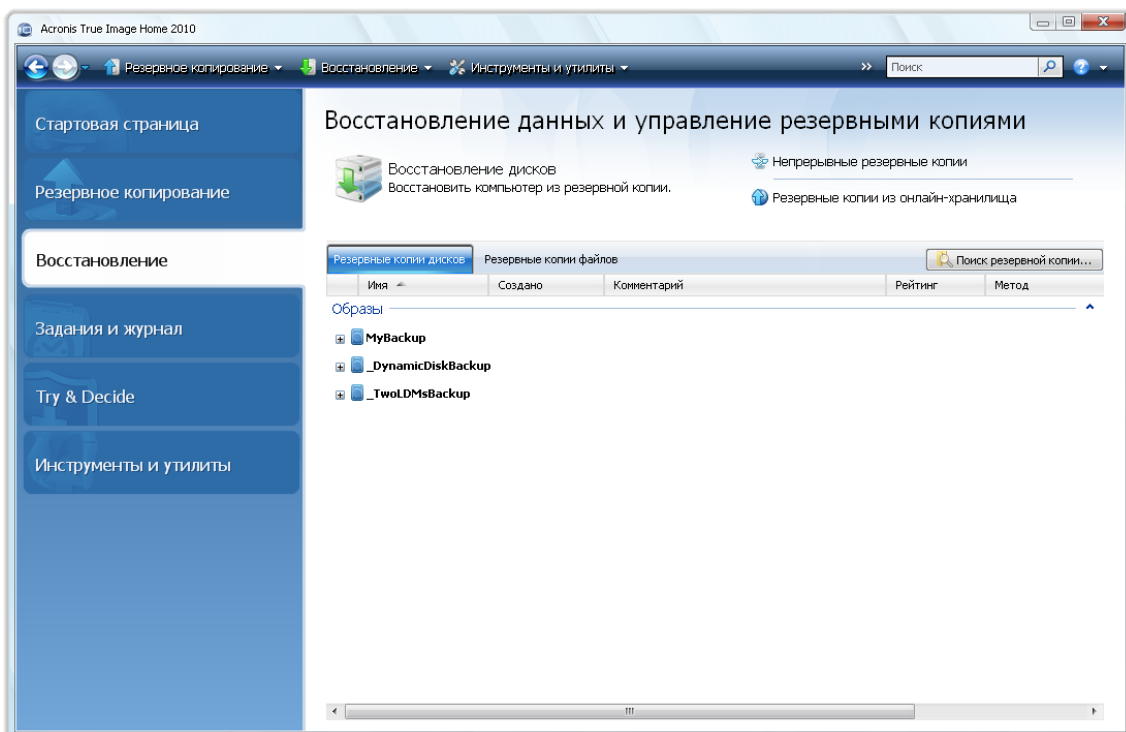 Acronis True Image Home 2010
Резервное копирование Восстановление Инструменты и утилиты » Поиск
Стартовая страница
Резервное копирование
Восстановление
Задания и журнал
Try & Decide
Инструменты и утилиты
Восстановление данных и управление резервными копиями
Восстановление дисков
Восстановить компьютер из резервной копии.
Непрерывные резервные копии
Резервные копии из онлайн-хранилища
Резервные копии дисков Резервные копии файлов Поиск резервной копии...
Имя Создано Комментарий Рейтинг Метод
Образы
MyBackup
_DynamicDiskBackup
_TwoLDMsBackup